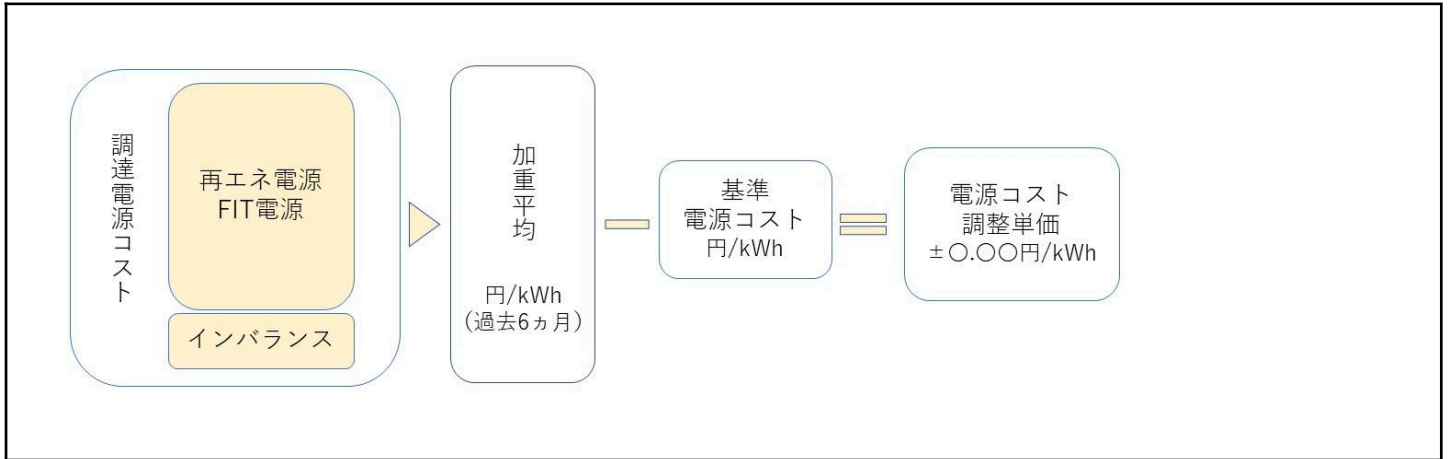 調達電源コスト
再エネ電源
FIT電源
インバランス
加重平均
円/kWh
(過去6ヵ月)
基準
電源コスト
円/kWh
電源コスト
調整単価
±〇.〇〇円/kWh